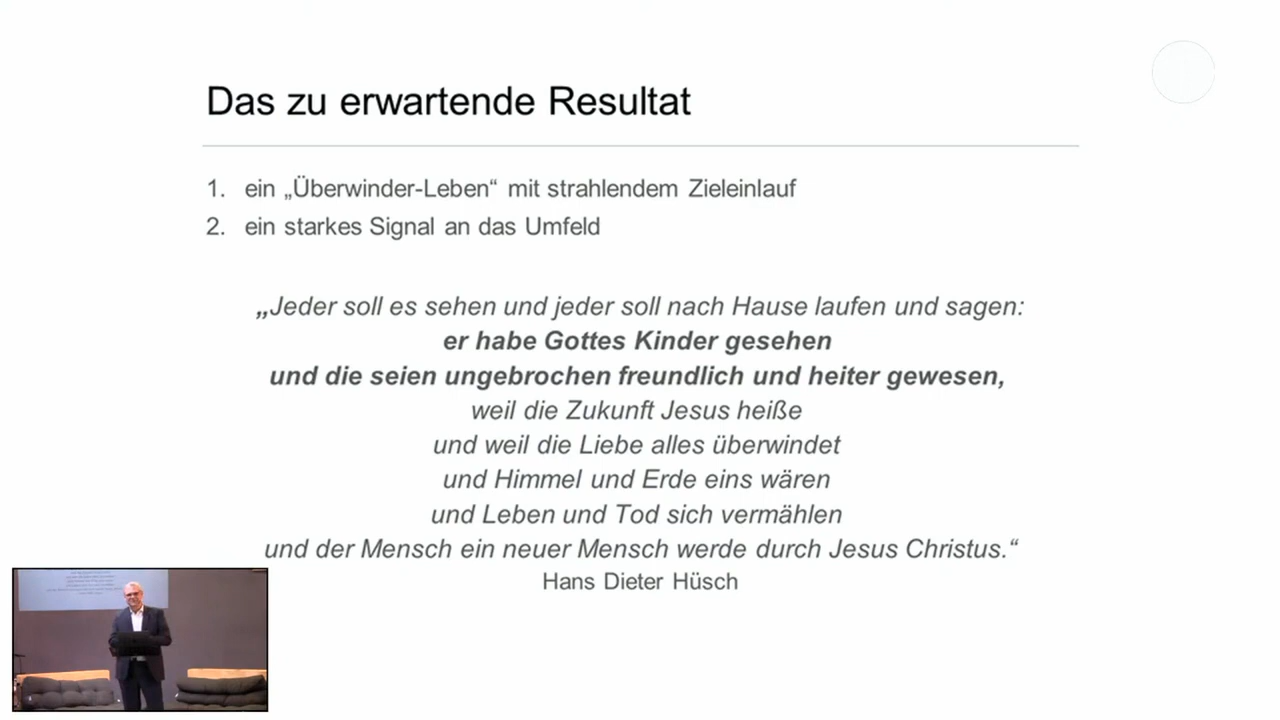 Das zu erwartende Resultat
1. ein „Überwinder-Leben“ mit strahlendem Zieleinlauf
2. ein starkes Signal an das Umfeld
„Jeder soll es sehen und jeder soll nach Hause laufen und sagen:
er habe Gottes Kinder gesehen
und die seien ungebrochen freundlich und heiter gewesen,
weil die Zukunft Jesus heiße
und weil die Liebe alles überwindet
und Himmel und Erde eins wären
und Leben und Tod sich vermählen
und der Mensch ein neuer Mensch werde durch Jesus Christus.“
Hans Dieter Hüsch